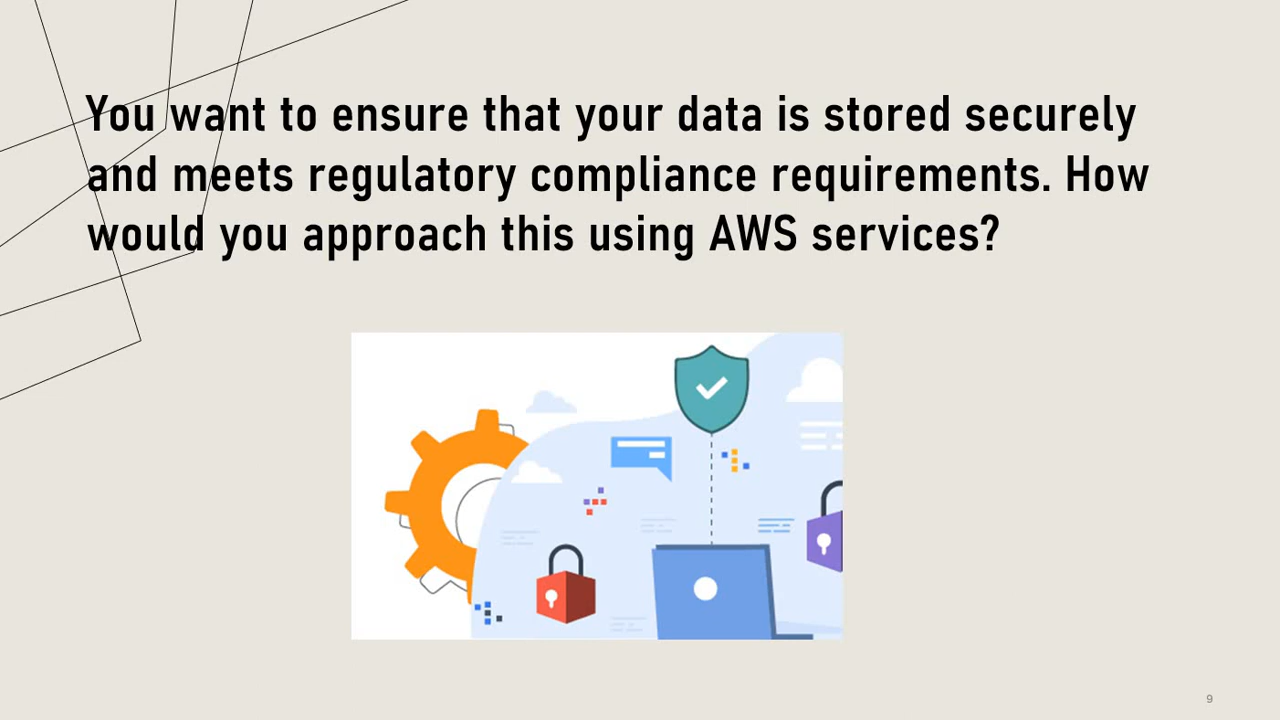 You want to ensure that your data is stored securely
and meets regulatory compliance requirements. How
would you approach this using AWS services?
9